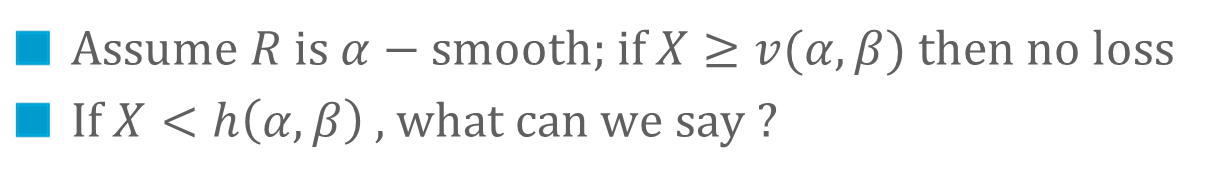 Assume R is α − smooth; if X ≥ v(α, β) then no loss
If X < h(α, β) , what can we say ?